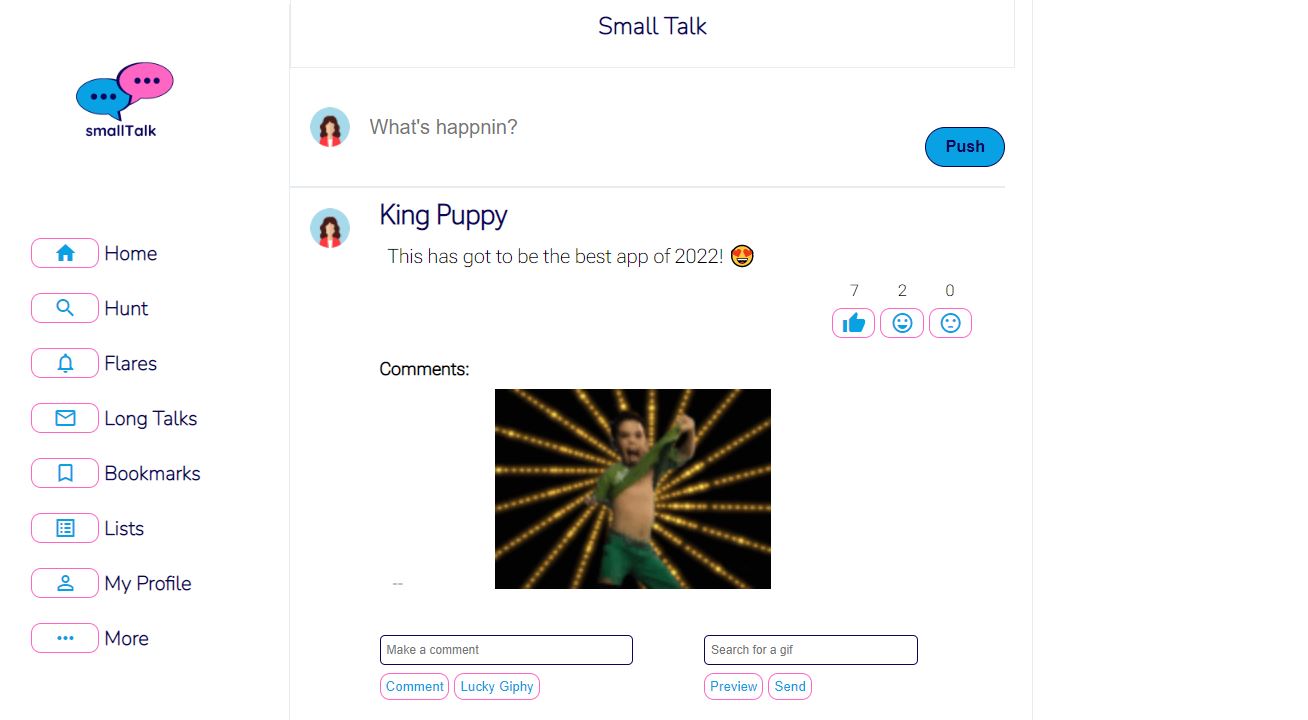 Small Talk
smallTalk
What's happnin?
Push
Home
Hunt
Flares
Long Talks
Bookmarks
Lists
My Profile
More
King Puppy
This has got to be the best app of 2022! 😍
7 2 0
Comments:
--
Make a comment
Search for a gif
Comment Lucky Giphy
Preview Send